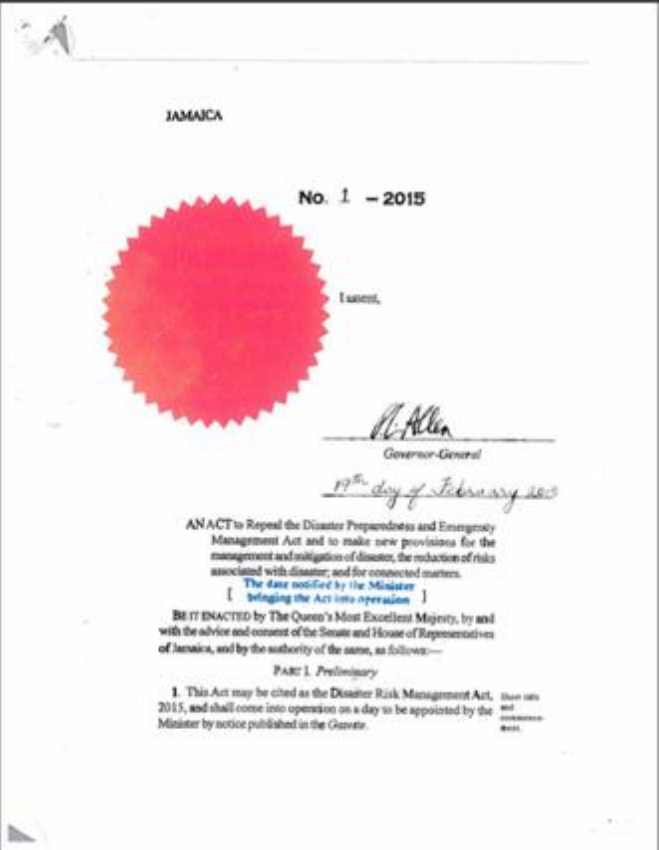 JAMAICA
No. 1 – 2015
I assent,
P. Allen
Governor-General
19th day of February 2015
AN ACT to Repeal the Disaster Preparedness and Emergency
Management Act and to make new provisions for the
management and mitigation of disaster, the reduction of risks
associated with disaster; and for connected matters.
[ The date notified by the Minister
bringing the Act into operation ]
BE IT ENACTED by The Queen's Most Excellent Majesty, by and
with the advice and consent of the Senate and House of Representatives
of Jamaica, and by the authority of the same, as follows:—
PART I. Preliminary
1. This Act may be cited as the Disaster Risk Management Act,
2015, and shall come into operation on a day to be appointed by the
Minister by notice published in the Gazette.
Short title
and
commence-
ment.